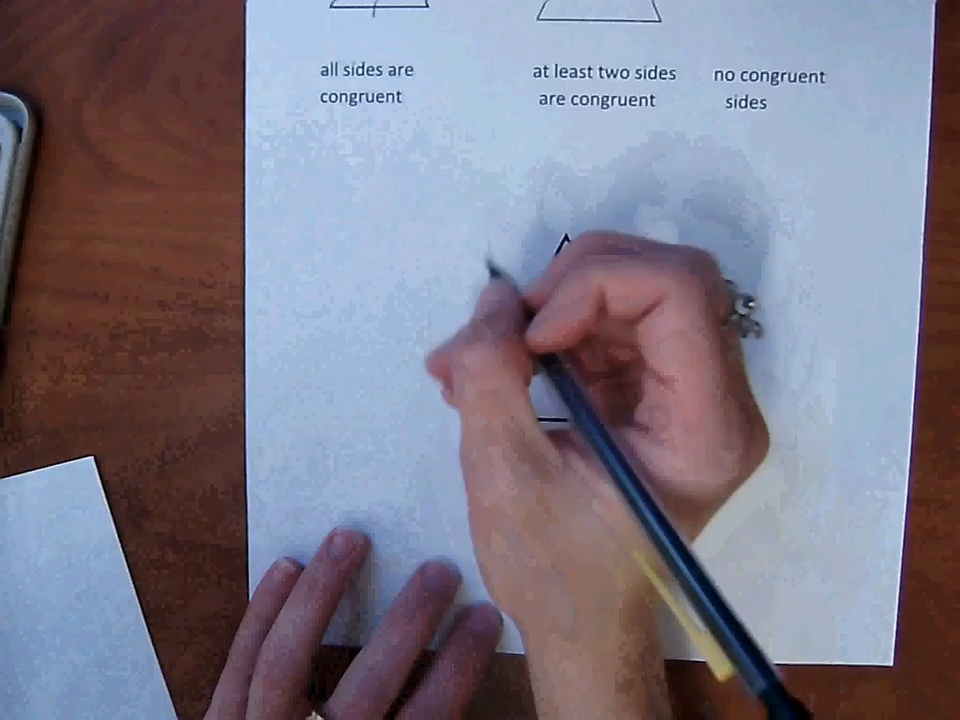 all sides are
congruent
at least two sides
are congruent
no congruent
sides